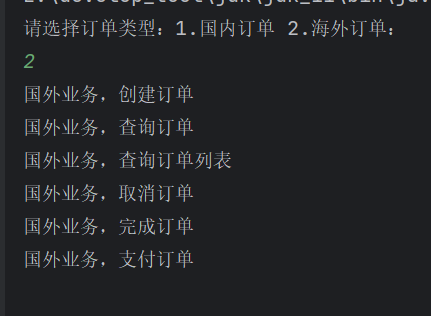 请选择订单类型：1.国内订单 2.海外订单：
2
国外业务，创建订单
国外业务，查询订单
国外业务，查询订单列表
国外业务，取消订单
国外业务，完成订单
国外业务，支付订单